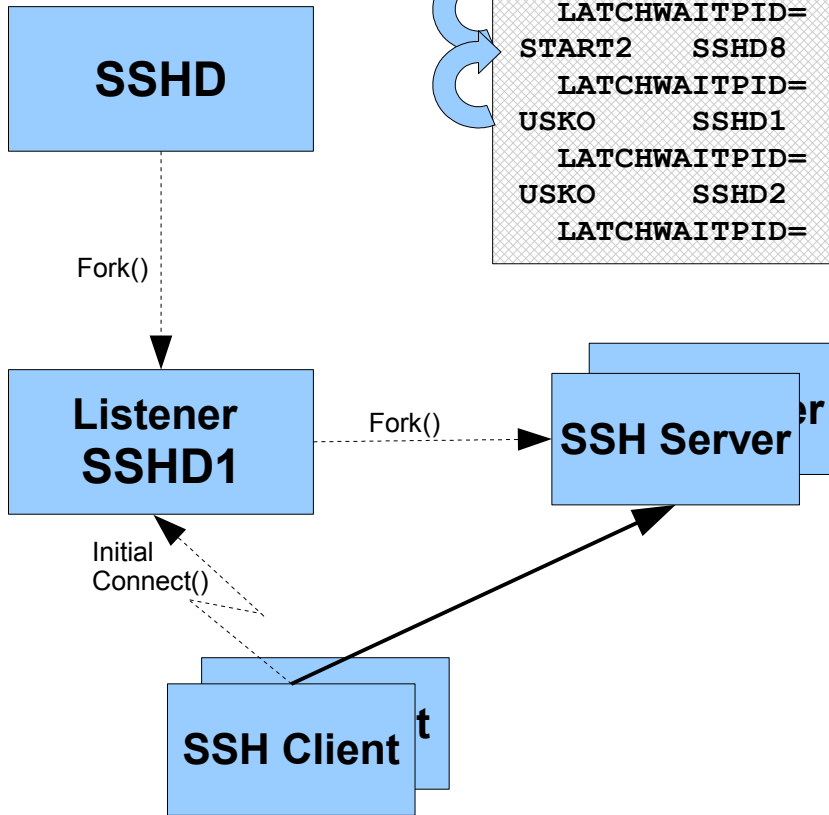 SSHD
LATCHWAITPID=
START2 SSHD8
LATCHWAITPID=
USKO SSHD1
LATCHWAITPID=
USKO SSHD2
LATCHWAITPID=
Fork()
Listener
SSHD1
Fork()
SSH Server
er
Initial
Connect()
SSH Client
t